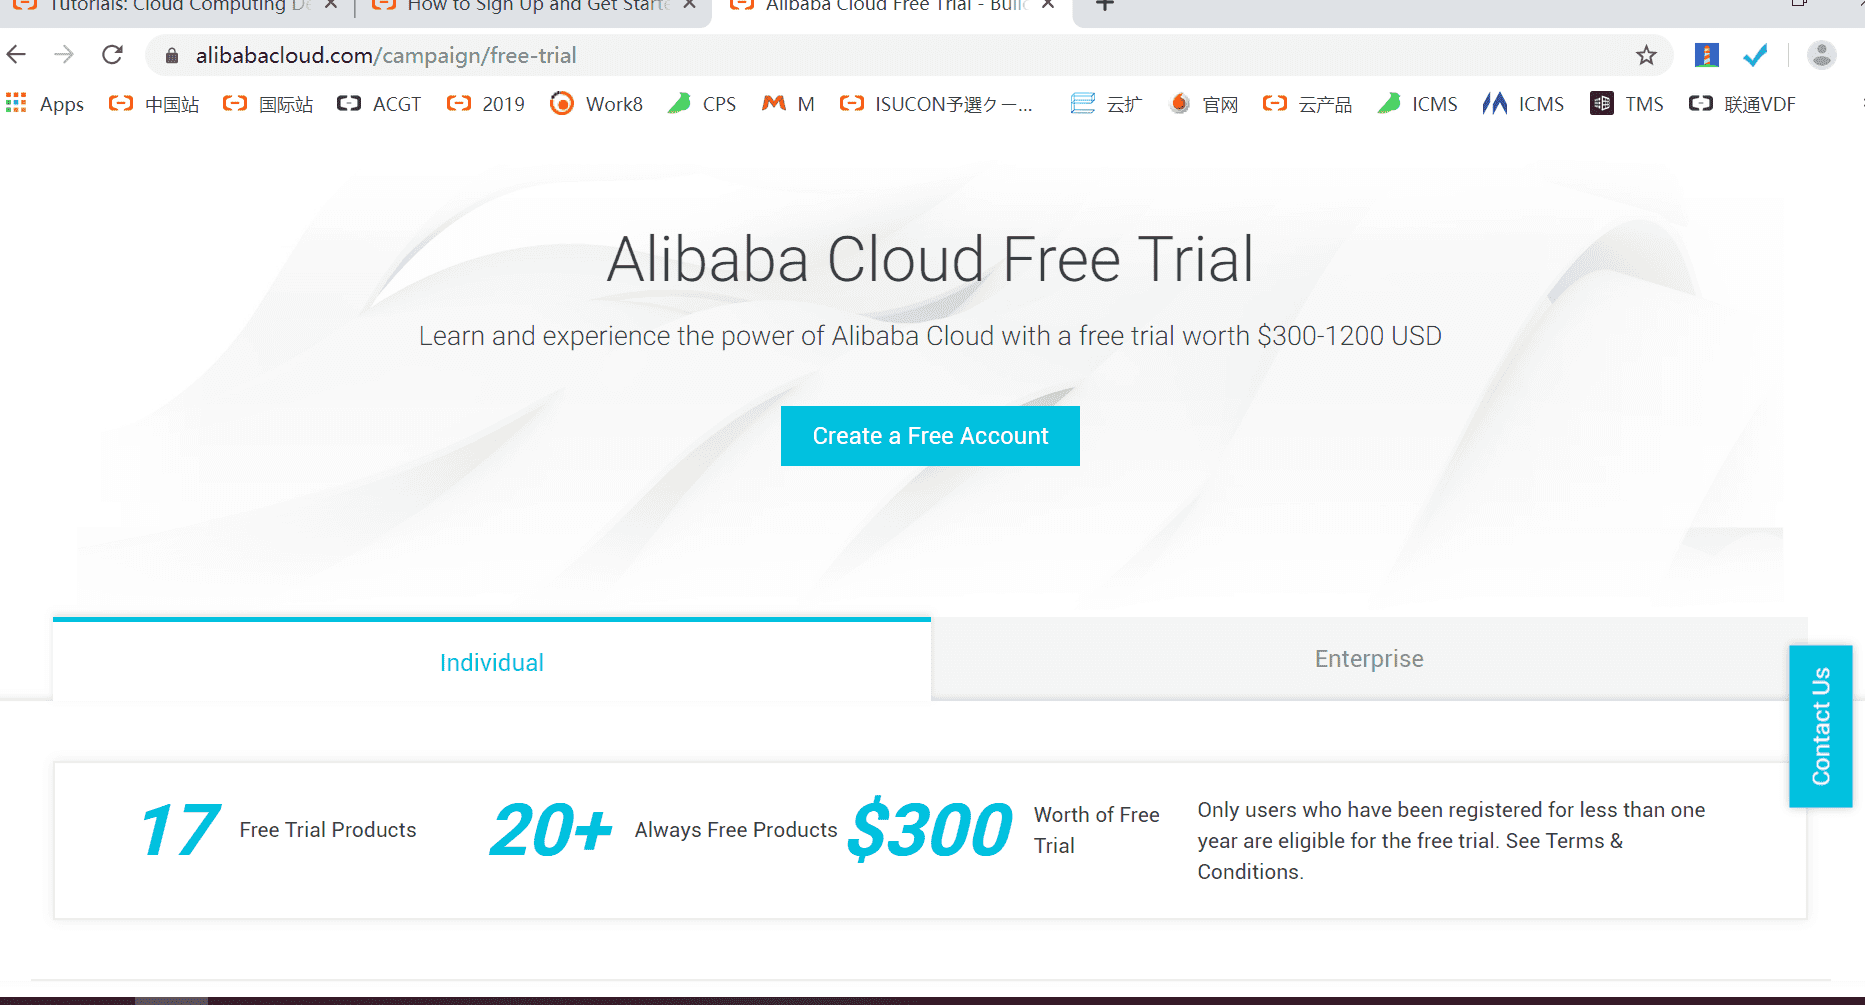 Tutorials: Cloud Computing De
How to Sign Up and Get Starte
Alibaba Cloud Free Trial - Build
alibabacloud.com/campaign/free-trial
Apps 中国站 国际站 ACGT 2019 Work8 CPS M ISUCON予選クー... 云扩 官网 云产品 ICMS ICMS TMS 联通VDF
Alibaba Cloud Free Trial
Learn and experience the power of Alibaba Cloud with a free trial worth $300-1200 USD
Create a Free Account
Individual
Enterprise
Contact Us
17 Free Trial Products
20+ Always Free Products
$300 Worth of Free
Trial
Only users who have been registered for less than one
year are eligible for the free trial. See Terms &
Conditions.